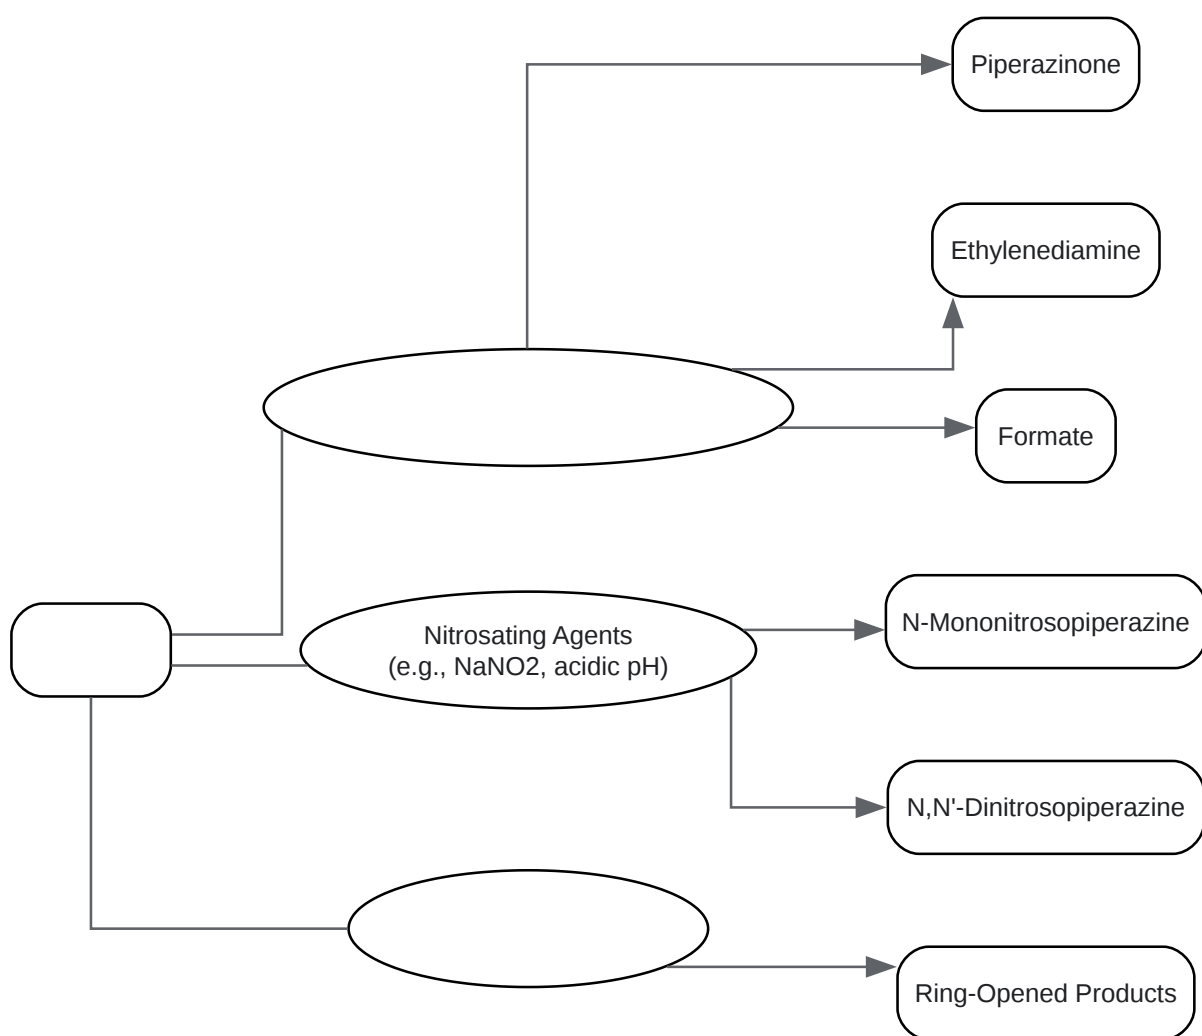 Piperazinone
Ethylenediamine
Formate
Nitrosating Agents
(e.g., NaNO2, acidic pH)
N-Mononitrosopiperazine
N,N'-Dinitrosopiperazine
Ring-Opened Products